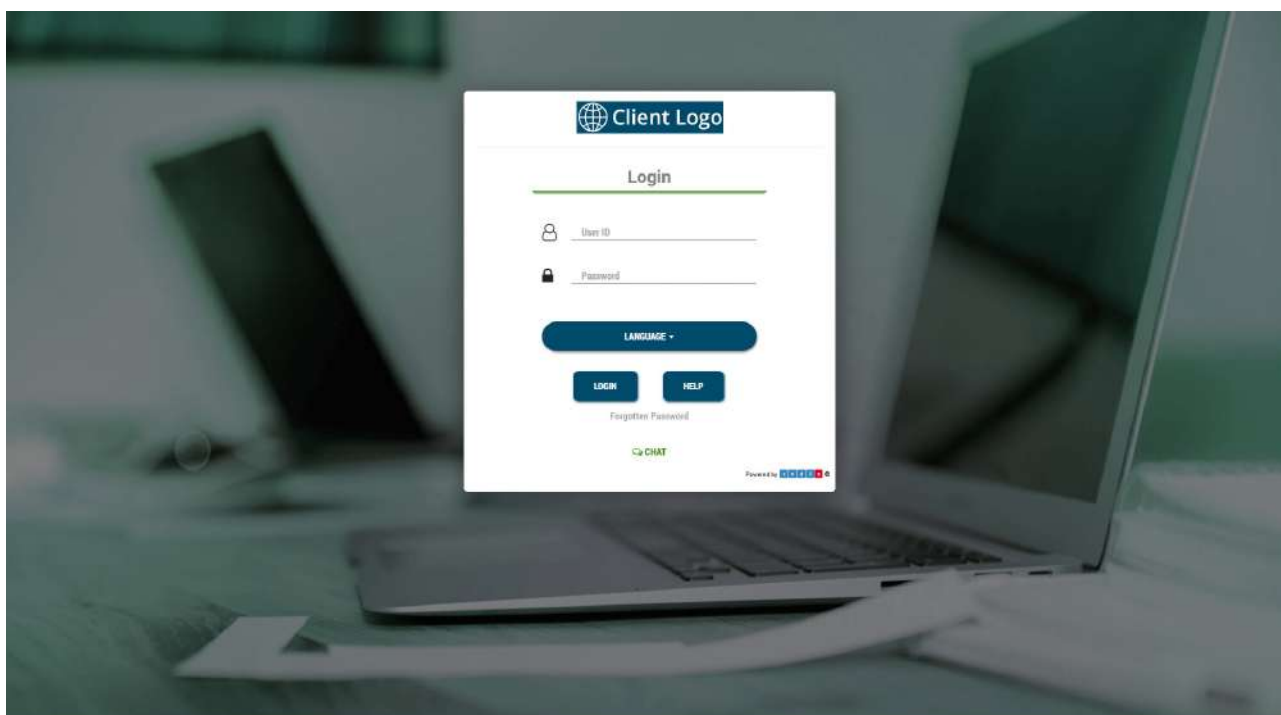 Client Logo
Login
User ID
Password
LANGUAGE
LOGIN
HELP
Forgotten Password
CHAT
Powered by